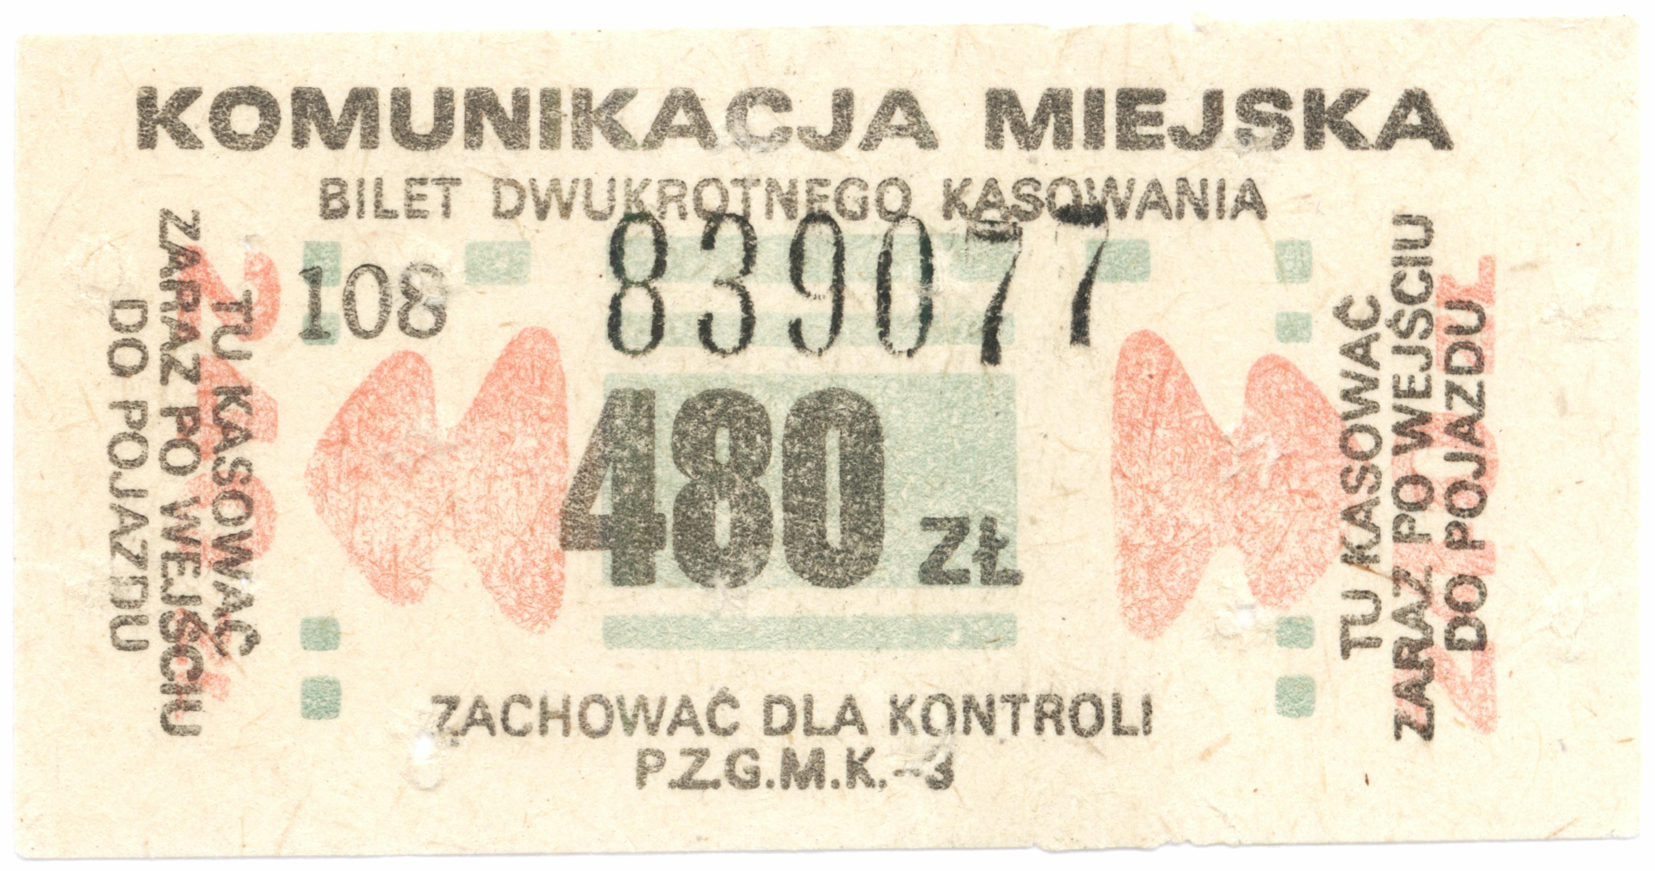 KOMUNIKACJA MIEJSKA
BILET DWUKROTNEGO KASOWANIA
108 839077
480 ZŁ
ZACHOWAĆ DLA KONTROLI
P.Z.G.M.K.-3
TU KASOWAĆ
ZARAZ PO WEJŚCIU
DO POJAZDU
TU KASOWAĆ
ZARAZ PO WEJŚCIU
DO POJAZDU